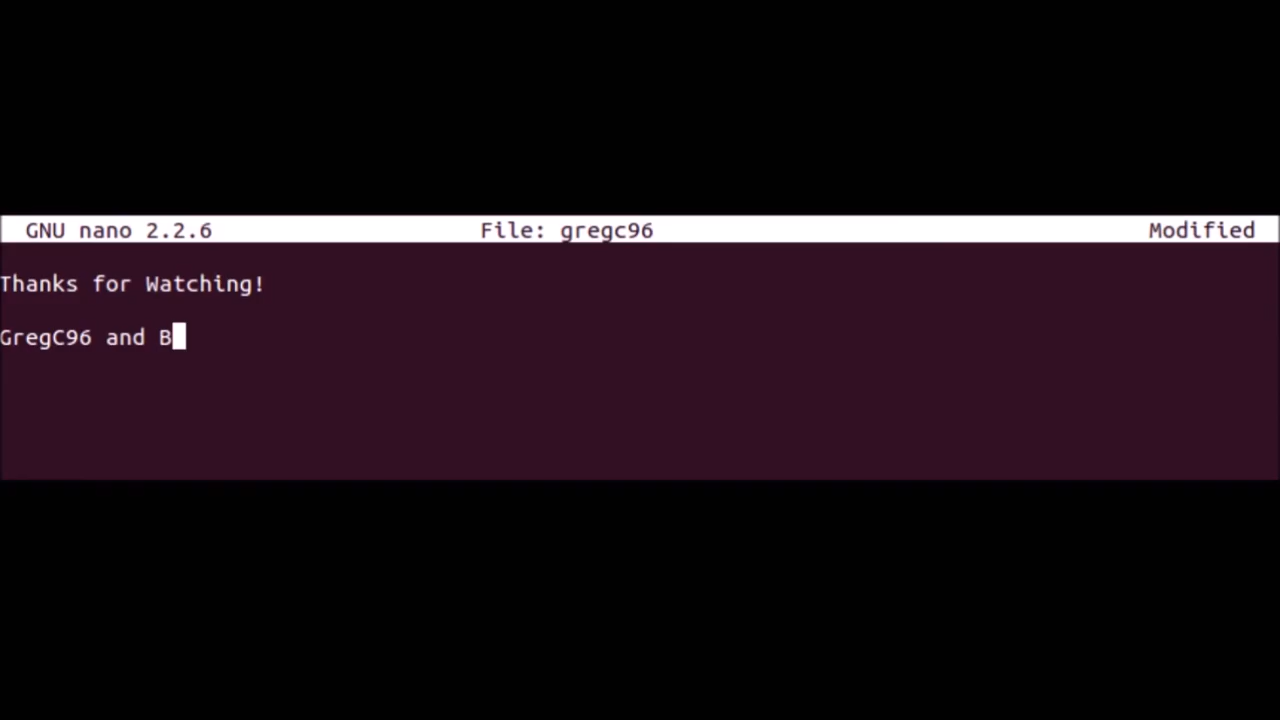 GNU nano 2.2.6 File: gregc96 Modified
Thanks for Watching!
GregC96 and B